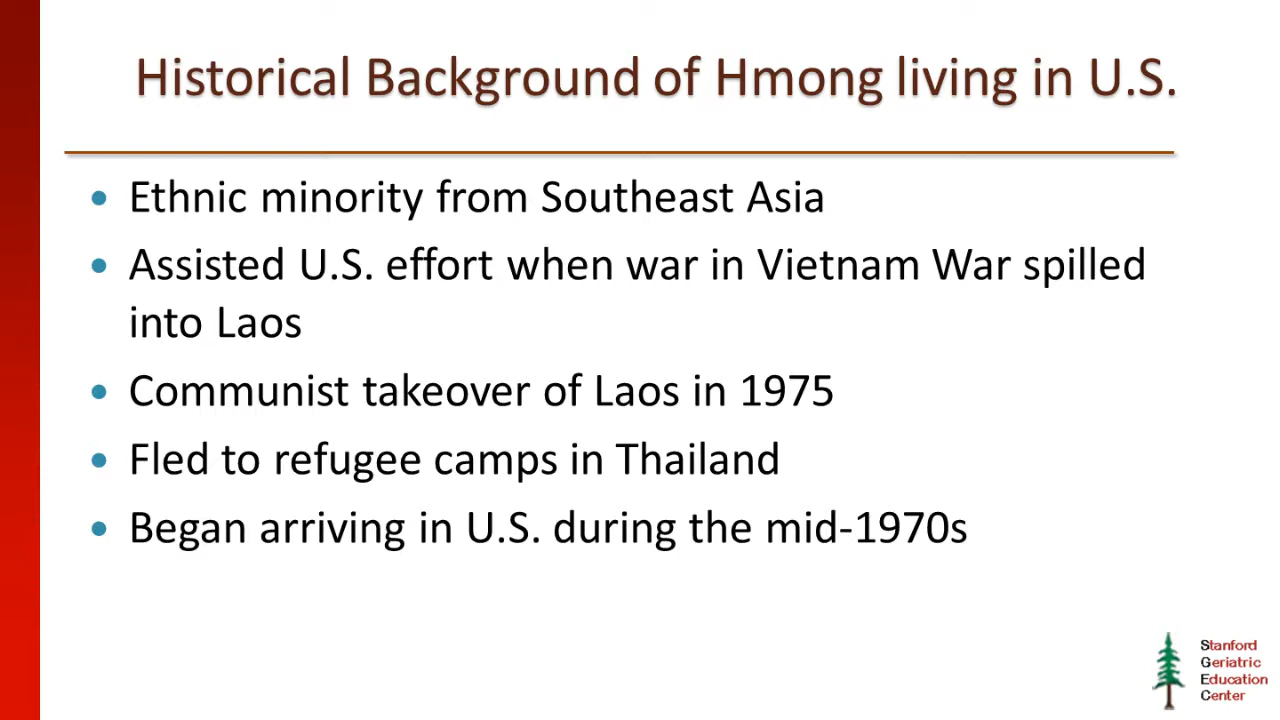 Historical Background of Hmong living in U.S.
• Ethnic minority from Southeast Asia
• Assisted U.S. effort when war in Vietnam War spilled
into Laos
• Communist takeover of Laos in 1975
• Fled to refugee camps in Thailand
• Began arriving in U.S. during the mid-1970s
Stanford
Geriatric
Education
Center